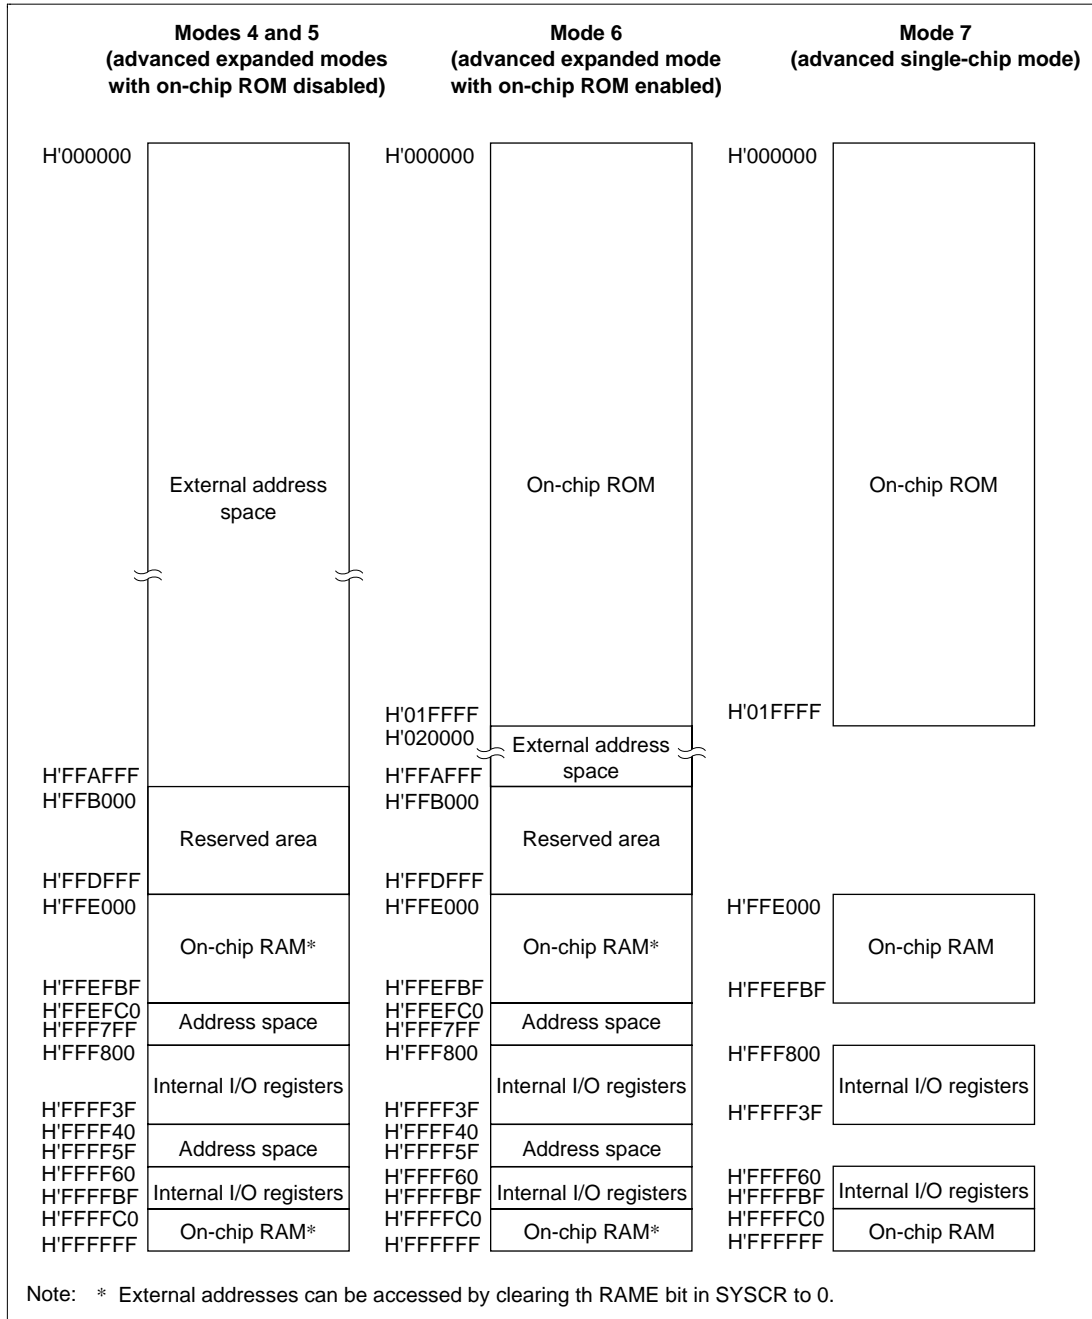 Modes 4 and 5
(advanced expanded modes
with on-chip ROM disabled)
H'000000
External address
space
H'FFAFFF
H'FFB000
Reserved area
H'FFDFFF
H'FFE000
On-chip RAM*
H'FFEFBF
H'FFEFC0
Address space
H'FFF7FF
H'FFF800
Internal I/O registers
H'FFFF3F
H'FFFF40
Address space
H'FFFF5F
H'FFFF60
Internal I/O registers
H'FFFFBF
H'FFFFC0
On-chip RAM*
H'FFFFFF
Mode 6
(advanced expanded mode
with on-chip ROM enabled)
H'000000
On-chip ROM
H'01FFFF
H'020000
External address
space
H'FFAFFF
H'FFB000
Reserved area
H'FFDFFF
H'FFE000
On-chip RAM*
H'FFEFBF
H'FFEFC0
Address space
H'FFF7FF
H'FFF800
Internal I/O registers
H'FFFF3F
H'FFFF40
Address space
H'FFFF5F
H'FFFF60
Internal I/O registers
H'FFFFBF
H'FFFFC0
On-chip RAM*
H'FFFFFF
Mode 7
(advanced single-chip mode)
H'000000
On-chip ROM
H'01FFFF
H'FFE000
On-chip RAM
H'FFEFBF
H'FFF800
Internal I/O registers
H'FFFF3F
H'FFFF60
Internal I/O registers
H'FFFFBF
H'FFFFC0
On-chip RAM
H'FFFFFF
Note: * External addresses can be accessed by clearing th RAME bit in SYSCR to 0.